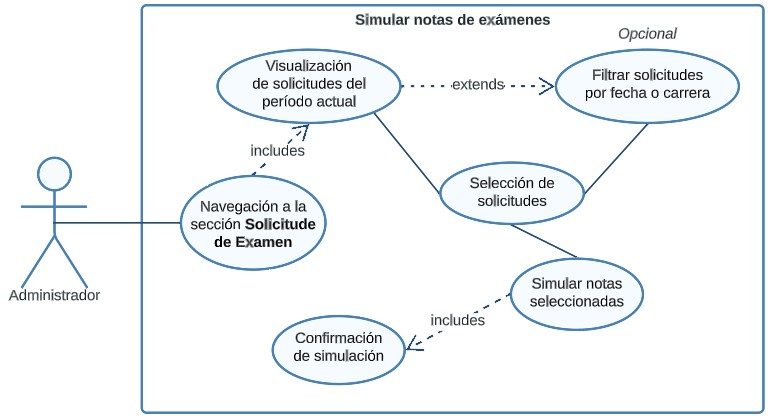 Simular notas de exámenes
Opcional
Visualización
de solicitudes del
período actual
extends
Filtrar solicitudes
por fecha o carrera
includes
Selección de
solicitudes
Navegación a la
sección Solicitude
de Examen
Administrador
Simular notas
seleccionadas
includes
Confirmación
de simulación